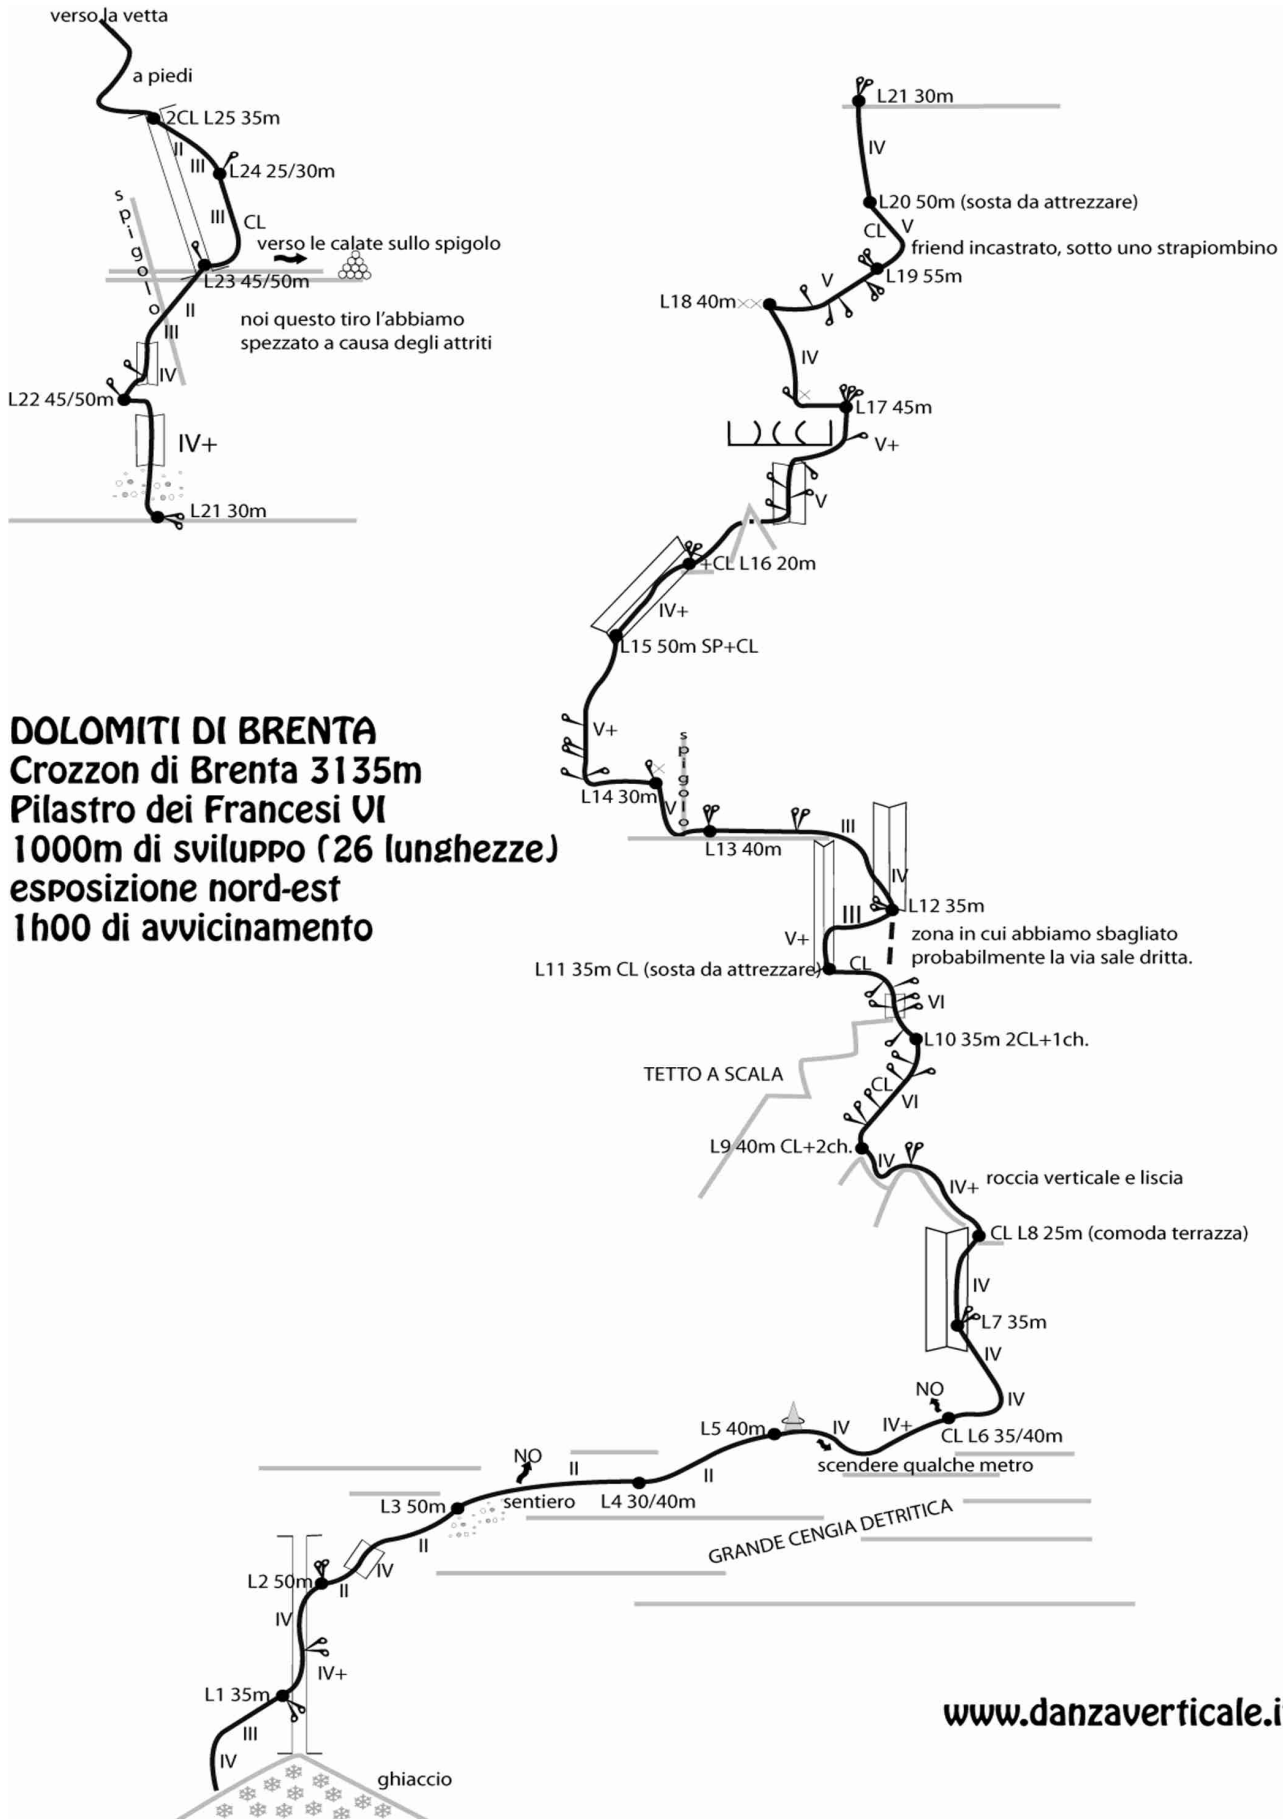 verso la vetta
a piedi
2CL L25 35m
II
III
L24 25/30m
III
CL
spigolo
verso le calate sullo spigolo
L23 45/50m
II
noi questo tiro l'abbiamo
spezzato a causa degli attriti
III
IV
L22 45/50m
IV+
L21 30m
L21 30m
IV
L20 50m (sosta da attrezzare)
CL
V
friend incastrato, sotto uno strapiombino
L19 55m
V
L18 40m
IV
L17 45m
V+
V
+CL L16 20m
IV+
L15 50m SP+CL
V+
spigolo
L14 30m
V
L13 40m
III
IV
L12 35m
III
V+
zona in cui abbiamo sbagliato
probabilmente la via sale dritta.
L11 35m CL (sosta da attrezzare)
CL
VI
L10 35m 2CL+1ch.
TETTO A SCALA
CL
VI
L9 40m CL+2ch.
IV
IV+
roccia verticale e liscia
CL L8 25m (comoda terrazza)
IV
L7 35m
IV
NO
IV
L5 40m
IV
IV+
CL L6 35/40m
scendere qualche metro
NO
II
II
L3 50m
sentiero
L4 30/40m
GRANDE CENGIA DETRITICA
II
IV
L2 50m
II
IV
IV+
L1 35m
III
IV
ghiaccio
DOLOMITI DI BRENTA
Crozzon di Brenta 3135m
Pilastro dei Francesi VI
1000m di sviluppo (26 lunghezze)
esposizione nord-est
1h00 di avvicinamento
www.danzaverticale.i